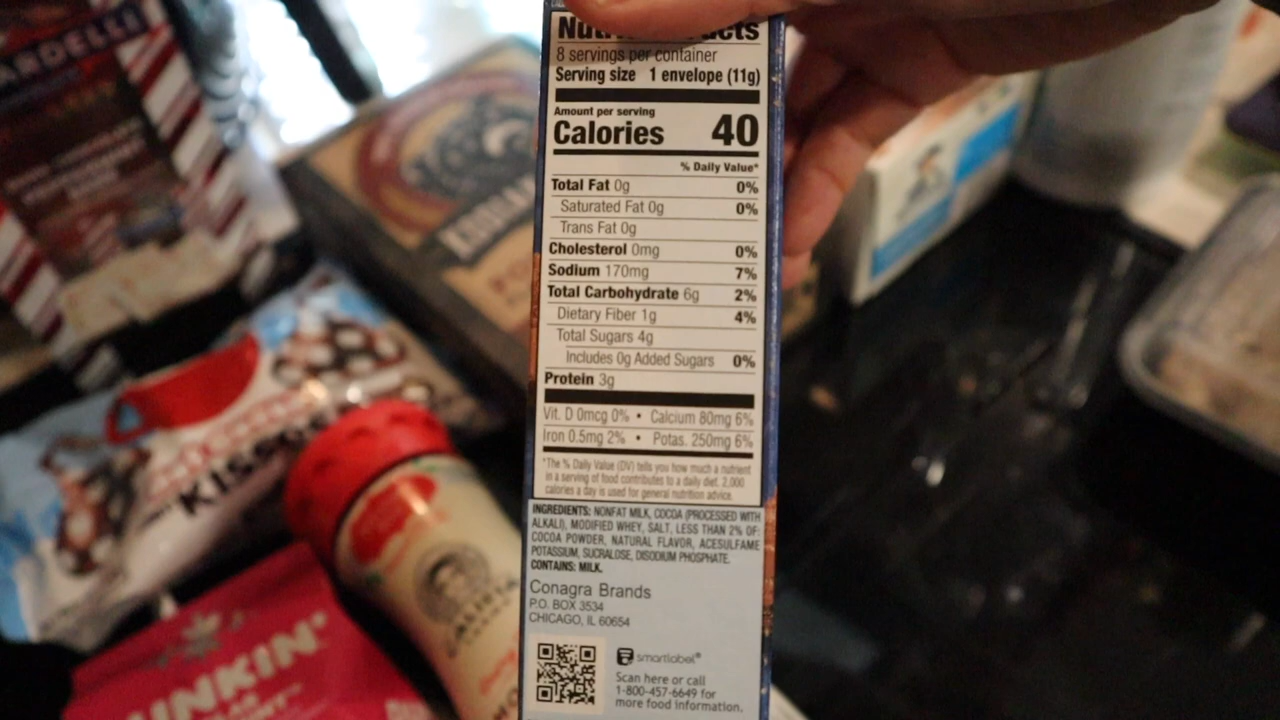 ARDELLI
Nutr Facts
8 servings per container
Serving size 1 envelope (11g)
Amount per serving
Calories 40
% Daily Value*
Total Fat 0g 0%
Saturated Fat 0g 0%
Trans Fat 0g
Cholesterol 0mg 0%
Sodium 170mg 7%
Total Carbohydrate 6g 2%
Dietary Fiber 1g 4%
Total Sugars 4g
Includes 0g Added Sugars 0%
Protein 3g
Vit. D 0mcg 0% • Calcium 80mg 6%
Iron 0.5mg 2% • Potas. 250mg 6%
*The % Daily Value (DV) tells you how much a nutrient
in a serving of food contributes to a daily diet. 2,000
calories a day is used for general nutrition advice.
INGREDIENTS: NONFAT MILK, COCOA (PROCESSED WITH
ALKALI), MODIFIED WHEY, SALT, LESS THAN 2% OF:
COCOA POWDER, NATURAL FLAVOR, ACESULFAME
POTASSIUM, SUCRALOSE, DISODIUM PHOSPHATE.
CONTAINS: MILK.
Conagra Brands
P.O. BOX 3534
CHICAGO, IL 60654
smartlabel®
Scan here or call
1-800-457-6649 for
more food information.
KISS
UNKIN'